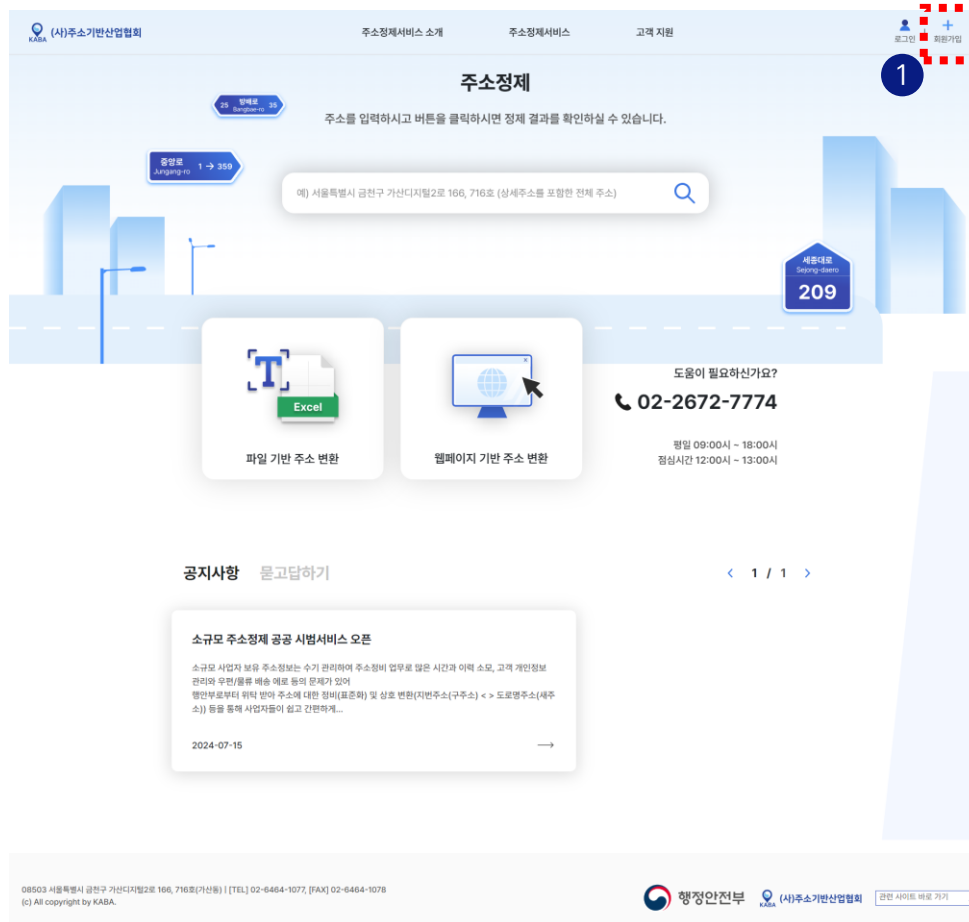 KABA (사)주소기반산업협회
주소정제서비스 소개
주소정제서비스
고객 지원
로그인
회원가입
1
주소정제
25 방배로 35
Bangbae-ro
주소를 입력하시고 버튼을 클릭하시면 정제 결과를 확인하실 수 있습니다.
중앙로 1 → 359
Jungang-ro
예) 서울특별시 금천구 가산디지털2로 166, 716호 (상세주소를 포함한 전체 주소)
세종대로
Sejong-daero
209
T
Excel
파일 기반 주소 변환
웹페이지 기반 주소 변환
도움이 필요하신가요?
02-2672-7774
평일 09:00시 ~ 18:00시
점심시간 12:00시 ~ 13:00시
공지사항 묻고답하기
< 1 / 1 >
소규모 주소정제 공공 시범서비스 오픈
소규모 사업자 보유 주소정보는 수기 관리하여 주소정비 업무로 많은 시간과 이력 소모, 고객 개인정보
관리와 우편/물류 배송 애로 등의 문제가 있어
행안부로부터 위탁 받아 주소에 대한 정비(표준화) 및 상호 변환(지번주소(구주소) < > 도로명주소(새주
소)) 등을 통해 사업자들이 쉽고 간편하게...
2024-07-15 →
08503 서울특별시 금천구 가산디지털2로 166, 716호(가산동) | [TEL] 02-6464-1077, [FAX] 02-6464-1078
(c) All copyright by KABA.
행정안전부
KABA (사)주소기반산업협회
관련 사이트 바로 가기